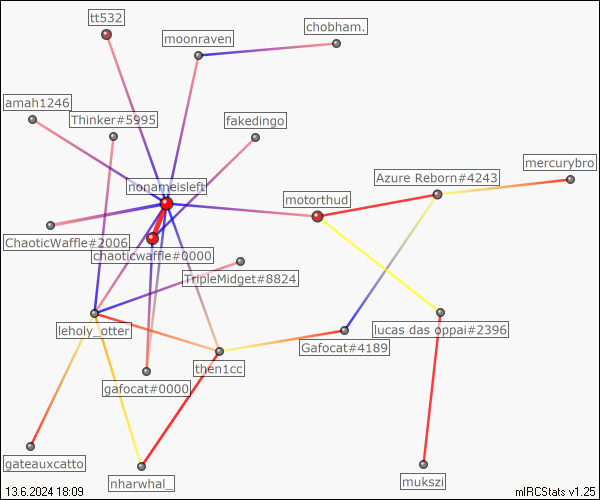 tt532
moonraven
chobham.
amah1246
Thinker#5995
fakedingo
mercurybro
Azure Reborn#4243
nonameisleft
motorthud
ChaoticWaffle#2006
chaoticwaffle#0000
TripleMidget#8824
leholy_otter
lucas das oppai#2396
Gafocat#4189
then1cc
gafocat#0000
gateauxcatto
nharwhal_
mukszi
13.6.2024 18:09
mIRCStats v1.25